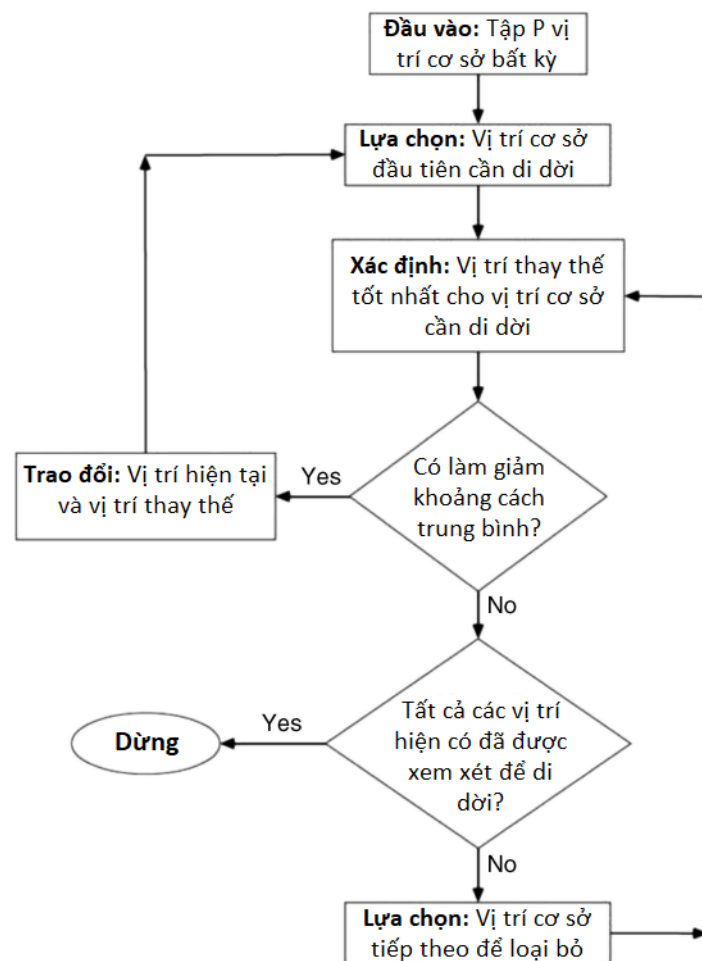 Đầu vào: Tập P vị
trí cơ sở bất kỳ
Lựa chọn: Vị trí cơ sở
đầu tiên cần di dời
Xác định: Vị trí thay thế
tốt nhất cho vị trí cơ sở
cần di dời
Có làm giảm
khoảng cách
trung bình?
Yes
Trao đổi: Vị trí hiện tại
và vị trí thay thế
No
Tất cả các vị trí
hiện có đã được
xem xét để di
dời?
Yes
Dừng
No
Lựa chọn: Vị trí cơ sở
tiếp theo để loại bỏ